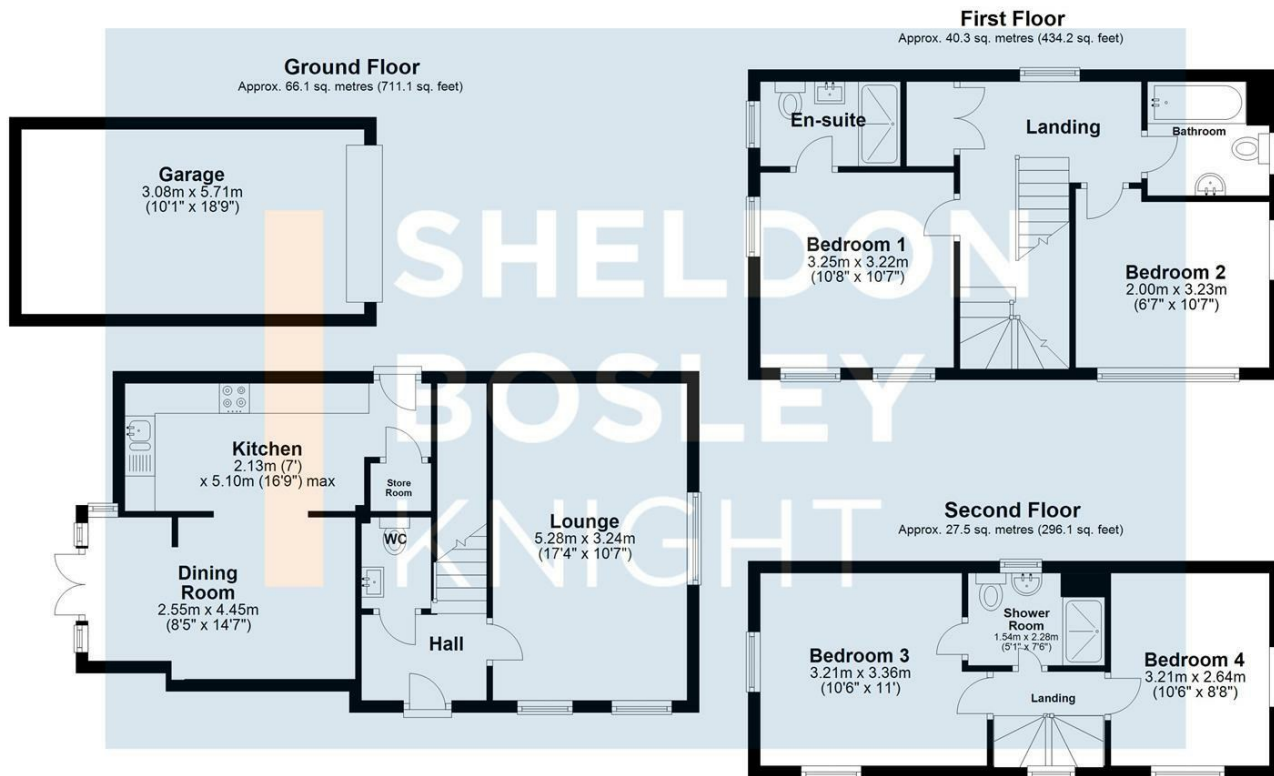 Ground Floor
Approx. 66.1 sq. metres (711.1 sq. feet)
Garage
3.08m x 5.71m
(10'1" x 18'9")
Kitchen
2.13m (7')
x 5.10m (16'9") max
Store
Room
WC
Dining
Room
2.55m x 4.45m
(8'5" x 14'7")
Hall
Lounge
5.28m x 3.24m
(17'4" x 10'7")
First Floor
Approx. 40.3 sq. metres (434.2 sq. feet)
En-suite
Landing
Bathroom
Bedroom 1
3.25m x 3.22m
(10'8" x 10'7")
Bedroom 2
2.00m x 3.23m
(6'7" x 10'7")
Second Floor
Approx. 27.5 sq. metres (296.1 sq. feet)
Bedroom 3
3.21m x 3.36m
(10'6" x 11')
Shower
Room
1.54m x 2.28m
(5'1" x 7'6")
Landing
Bedroom 4
3.21m x 2.64m
(10'6" x 8'8")
SHELDON
BOSLEY
KNIGHT